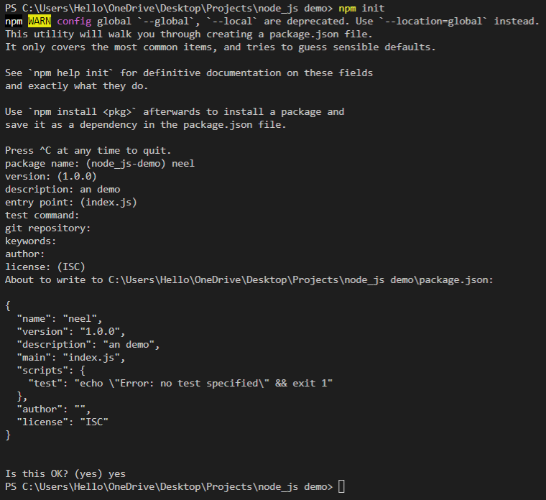 PS C:\Users\Hello\OneDrive\Desktop\Projects\node_js demo> npm init
npm WARN config global `--global`, `--local` are deprecated. Use `--location=global` instead.
This utility will walk you through creating a package.json file.
It only covers the most common items, and tries to guess sensible defaults.

See `npm help init` for definitive documentation on these fields
and exactly what they do.

Use `npm install <pkg>` afterwards to install a package and
save it as a dependency in the package.json file.

Press ^C at any time to quit.
package name: (node_js-demo) neel
version: (1.0.0)
description: an demo
entry point: (index.js)
test command:
git repository:
keywords:
author:
license: (ISC)
About to write to C:\Users\Hello\OneDrive\Desktop\Projects\node_js demo\package.json:

{
  "name": "neel",
  "version": "1.0.0",
  "description": "an demo",
  "main": "index.js",
  "scripts": {
    "test": "echo \"Error: no test specified\" && exit 1"
  },
  "author": "",
  "license": "ISC"
}

Is this OK? (yes) yes
PS C:\Users\Hello\OneDrive\Desktop\Projects\node_js demo>